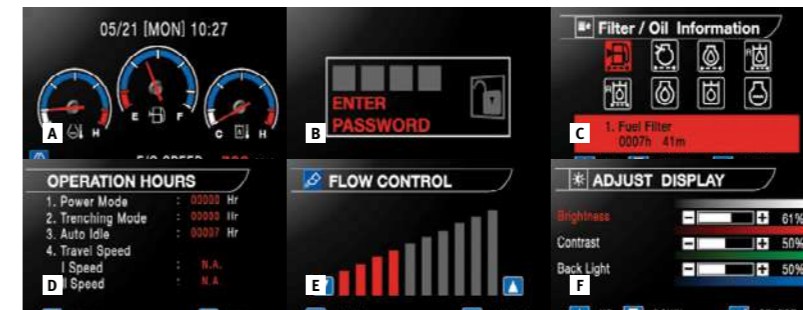 05/21 [MON] 10:27
E F
H
C H
A
ENTER
PASSWORD
B
Filter / Oil Information
R
R
1. Fuel Filter
0007h 41m
C
OPERATION HOURS
1. Power Mode : 00000 Hr
2. Trenching Mode : 00000 Hr
3. Auto Idle : 00007 Hr
4. Travel Speed
I Speed : N.A.
Speed : N.A
D
FLOW CONTROL
E
ADJUST DISPLAY
Brightness - + 61%
Contrast - + 50%
Back Light - + 50%
F